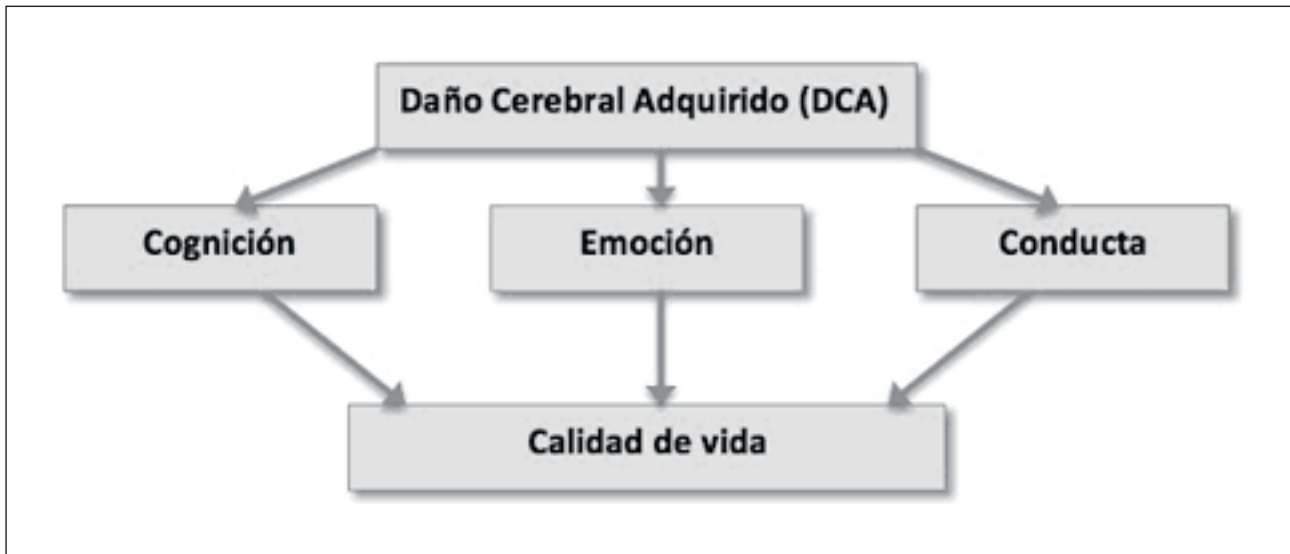 Daño Cerebral Adquirido (DCA)
Cognición
Emoción
Conducta
Calidad de vida